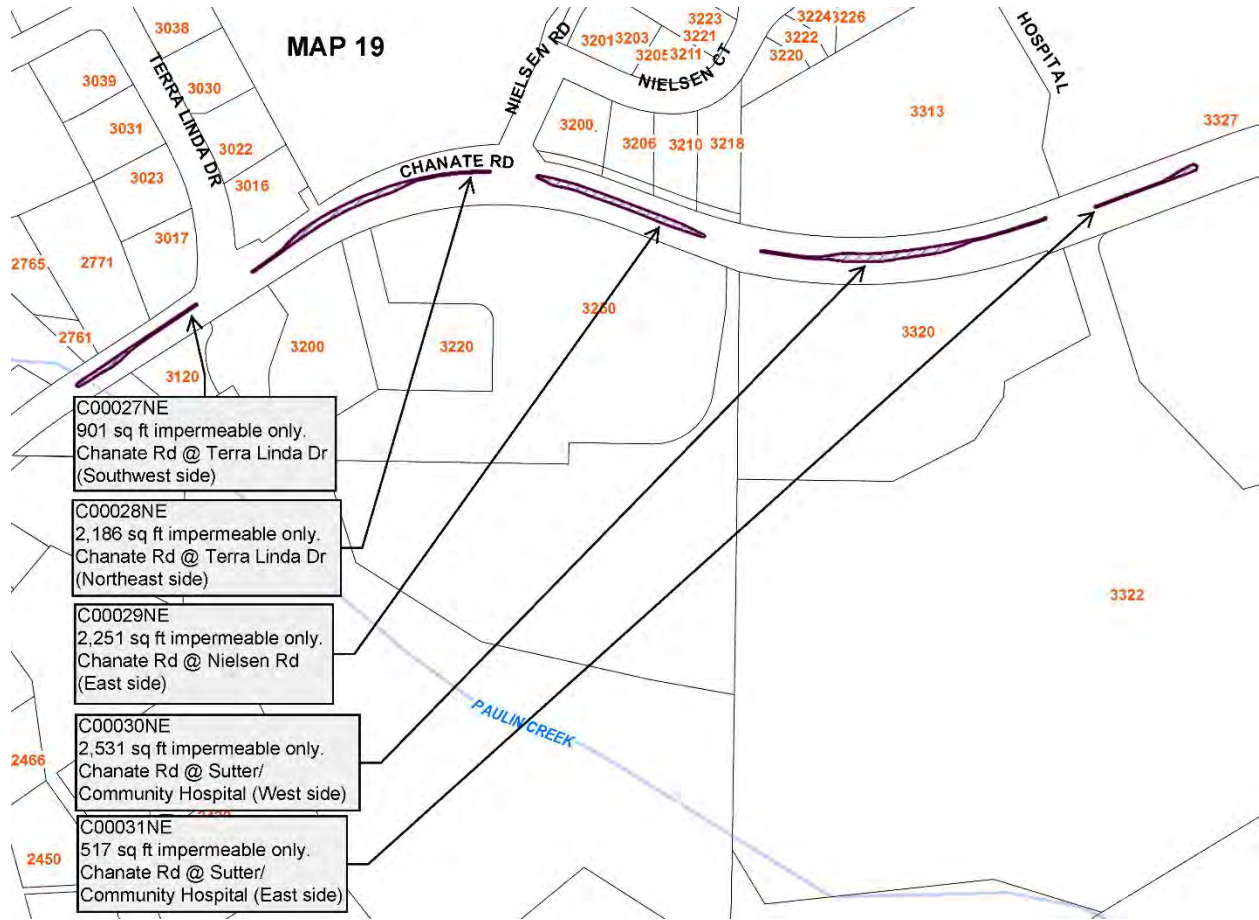 MAP 19
3038
3039
3030
3031
3022
3023
3016
3017
TERRA LINDA DR
2765
2771
2761
NIELSEN RD
3201
3203
3205
3211
3223
3221
NIELSEN CT
3224
3226
3222
3220
HOSPITAL
3313
3327
3200
3206
3210
3218
CHANATE RD
3120
3200
3220
3250
3320
3322
C00027NE
901 sq ft impermeable only.
Chanate Rd @ Terra Linda Dr
(Southwest side)
C00028NE
2,186 sq ft impermeable only.
Chanate Rd @ Terra Linda Dr
(Northeast side)
C00029NE
2,251 sq ft impermeable only.
Chanate Rd @ Nielsen Rd
(East side)
C00030NE
2,531 sq ft impermeable only.
Chanate Rd @ Sutter/
Community Hospital (West side)
C00031NE
517 sq ft impermeable only.
Chanate Rd @ Sutter/
Community Hospital (East side)
PAULIN CREEK
2466
2450